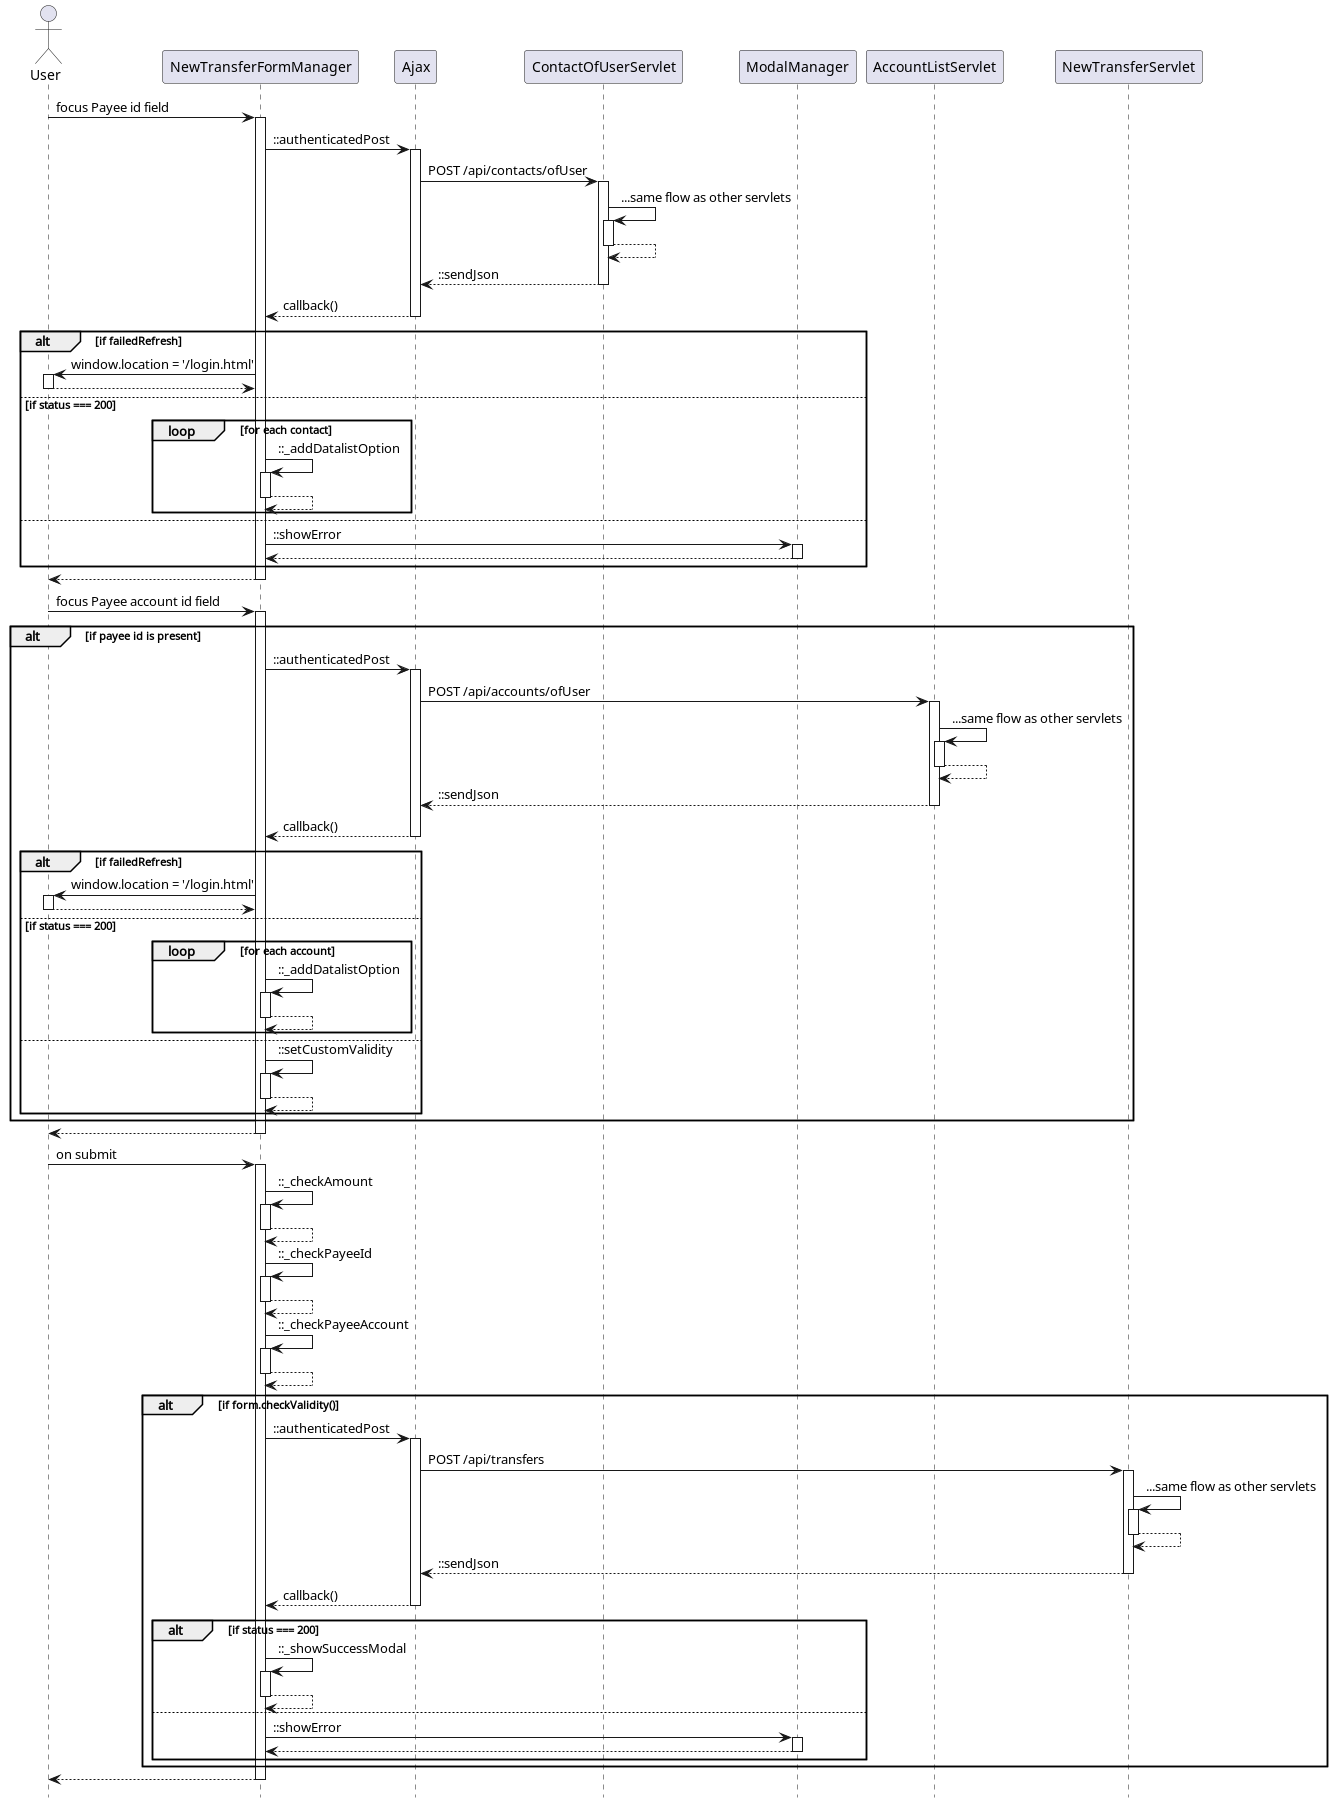 User
NewTransferFormManager
Ajax
ContactOfUserServlet
ModalManager
AccountListServlet
NewTransferServlet
focus Payee id field
::authenticatedPost
POST /api/contacts/ofUser
...same flow as other servlets
::sendJson
callback()
alt
[if failedRefresh]
window.location = '/login.html'
[if status === 200]
loop
[for each contact]
::_addDatalistOption
::showError
focus Payee account id field
alt
[if payee id is present]
::authenticatedPost
POST /api/accounts/ofUser
...same flow as other servlets
::sendJson
callback()
alt
[if failedRefresh]
window.location = '/login.html'
[if status === 200]
loop
[for each account]
::_addDatalistOption
::setCustomValidity
on submit
::_checkAmount
::_checkPayeeId
::_checkPayeeAccount
alt
[if form.checkValidity()]
::authenticatedPost
POST /api/transfers
...same flow as other servlets
::sendJson
callback()
alt
[if status === 200]
::_showSuccessModal
::showError